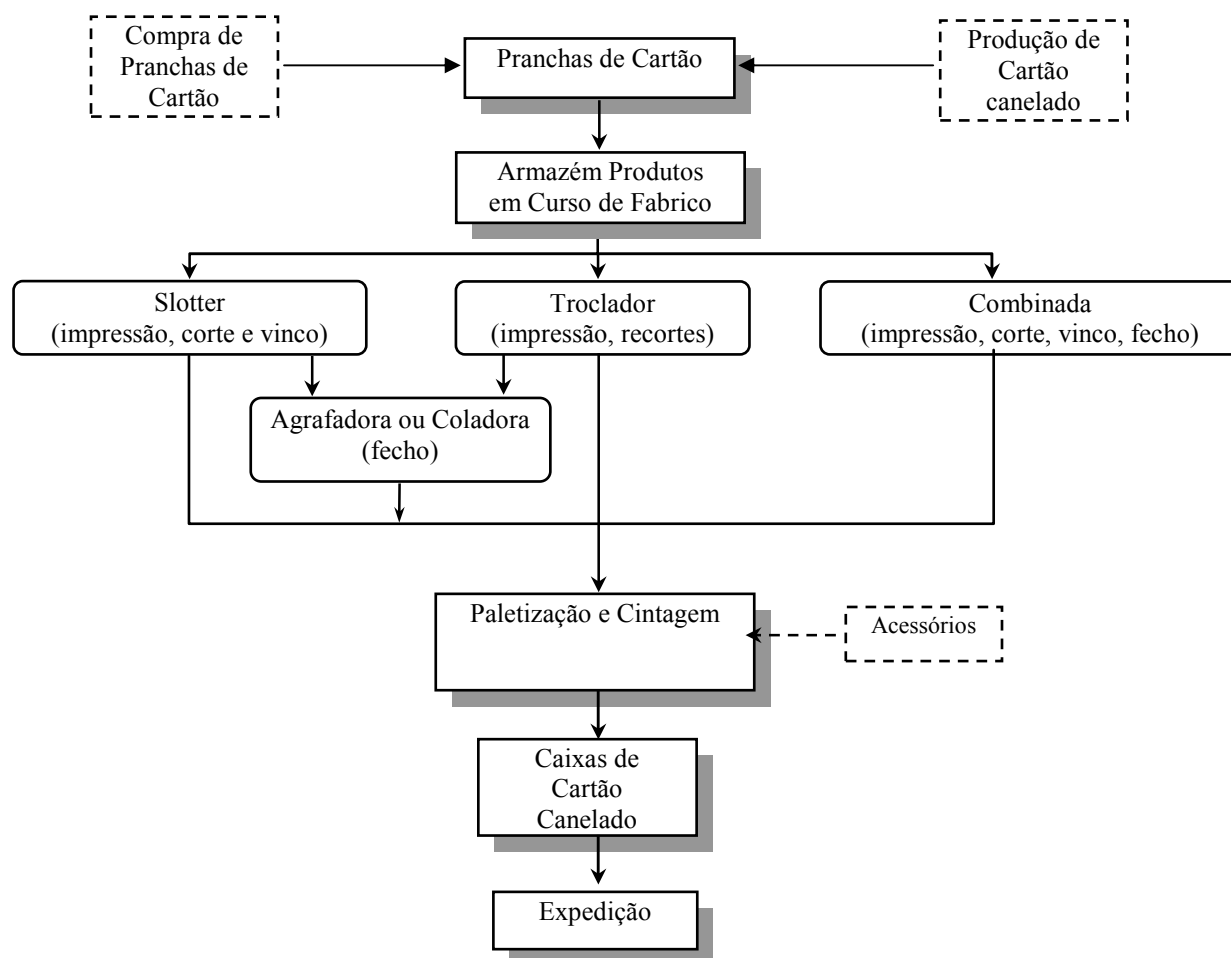 Compra de
Pranchas de
Cartão
Pranchas de Cartão
Produção de
Cartão
canelado
Armazém Produtos
em Curso de Fabrico
Slotter
(impressão, corte e vinco)
Troclador
(impressão, recortes)
Combinada
(impressão, corte, vinco, fecho)
Agrafadora ou Coladora
(fecho)
Paletização e Cintagem
Acessórios
Caixas de
Cartão
Canelado
Expedição